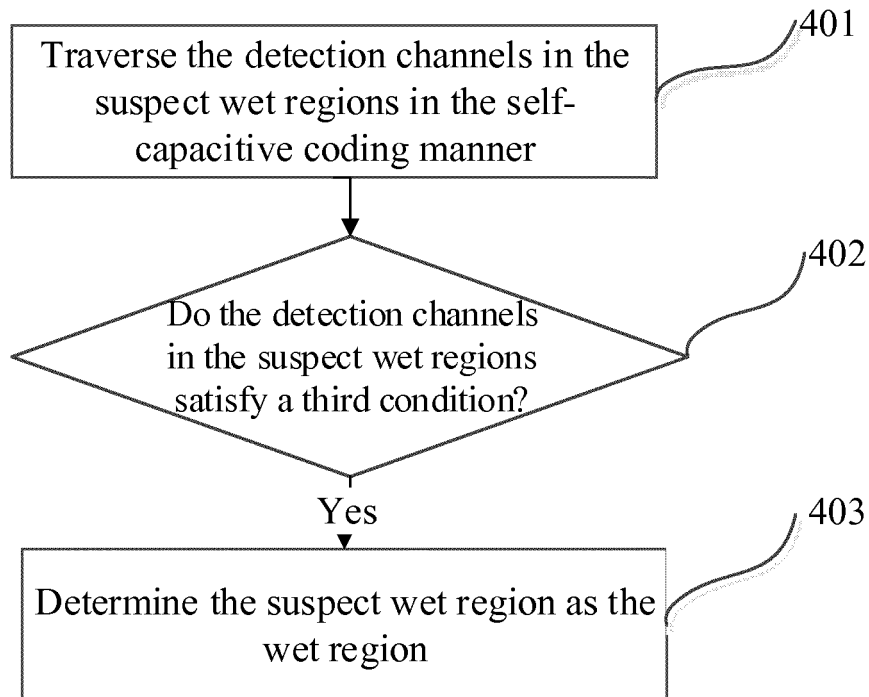 401
Traverse the detection channels in the
suspect wet regions in the self-
capacitive coding manner
402
Do the detection channels
in the suspect wet regions
satisfy a third condition?
Yes
403
Determine the suspect wet region as the
wet region